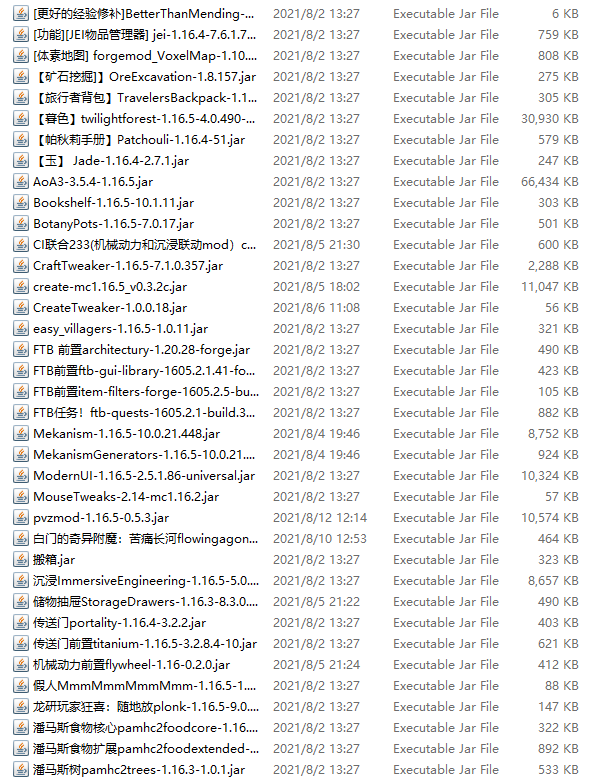 [更好的经验修补]BetterThanMending-... 2021/8/2 13:27 Executable Jar File 6 KB
[功能][JEI物品管理器] jei-1.16.4-7.6.1.7... 2021/8/2 13:27 Executable Jar File 759 KB
[体素地图] forgemod_VoxelMap-1.10.... 2021/8/2 13:27 Executable Jar File 808 KB
【矿石挖掘]】OreExcavation-1.8.157.jar 2021/8/2 13:27 Executable Jar File 275 KB
【旅行者背包】TravelersBackpack-1.1... 2021/8/2 13:27 Executable Jar File 305 KB
【暮色】twilightforest-1.16.5-4.0.490-... 2021/8/2 13:27 Executable Jar File 30,930 KB
【帕秋莉手册】Patchouli-1.16.4-51.jar 2021/8/2 13:27 Executable Jar File 579 KB
【玉】 Jade-1.16.4-2.7.1.jar 2021/8/2 13:27 Executable Jar File 247 KB
AoA3-3.5.4-1.16.5.jar 2021/8/2 13:27 Executable Jar File 66,434 KB
Bookshelf-1.16.5-10.1.11.jar 2021/8/2 13:27 Executable Jar File 303 KB
BotanyPots-1.16.5-7.0.17.jar 2021/8/2 13:27 Executable Jar File 501 KB
CI联合233(机械动力和沉浸联动mod）c... 2021/8/5 21:30 Executable Jar File 600 KB
CraftTweaker-1.16.5-7.1.0.357.jar 2021/8/2 13:27 Executable Jar File 2,288 KB
create-mc1.16.5_v0.3.2c.jar 2021/8/5 18:02 Executable Jar File 11,047 KB
CreateTweaker-1.0.0.18.jar 2021/8/6 11:08 Executable Jar File 56 KB
easy_villagers-1.16.5-1.0.11.jar 2021/8/2 13:27 Executable Jar File 321 KB
FTB 前置architectury-1.20.28-forge.jar 2021/8/2 13:27 Executable Jar File 490 KB
FTB前置ftb-gui-library-1605.2.1.41-fo... 2021/8/2 13:27 Executable Jar File 423 KB
FTB前置item-filters-forge-1605.2.5-bu... 2021/8/2 13:27 Executable Jar File 105 KB
FTB任务！ftb-quests-1605.2.1-build.3... 2021/8/2 13:27 Executable Jar File 882 KB
Mekanism-1.16.5-10.0.21.448.jar 2021/8/4 19:46 Executable Jar File 8,752 KB
MekanismGenerators-1.16.5-10.0.21.... 2021/8/4 19:46 Executable Jar File 924 KB
ModernUI-1.16.5-2.5.1.86-universal.jar 2021/8/2 13:27 Executable Jar File 10,324 KB
MouseTweaks-2.14-mc1.16.2.jar 2021/8/2 13:27 Executable Jar File 57 KB
pvzmod-1.16.5-0.5.3.jar 2021/8/12 12:14 Executable Jar File 10,574 KB
白门的奇异附魔：苦痛长河flowingagon... 2021/8/10 12:53 Executable Jar File 464 KB
搬箱.jar 2021/8/2 13:27 Executable Jar File 323 KB
沉浸ImmersiveEngineering-1.16.5-5.0.... 2021/8/2 13:27 Executable Jar File 8,657 KB
储物抽屉StorageDrawers-1.16.3-8.3.0.... 2021/8/5 21:22 Executable Jar File 490 KB
传送门portality-1.16.4-3.2.2.jar 2021/8/2 13:27 Executable Jar File 403 KB
传送门前置titanium-1.16.5-3.2.8.4-10.jar 2021/8/2 13:27 Executable Jar File 621 KB
机械动力前置flywheel-1.16-0.2.0.jar 2021/8/5 21:24 Executable Jar File 412 KB
假人MmmMmmMmmMmm-1.16.5-1.... 2021/8/2 13:27 Executable Jar File 88 KB
龙研玩家狂喜：随地放plonk-1.16.5-9.0.... 2021/8/2 13:27 Executable Jar File 147 KB
潘马斯食物核心pamhc2foodcore-1.16.... 2021/8/2 13:27 Executable Jar File 322 KB
潘马斯食物扩展pamhc2foodextended-... 2021/8/2 13:27 Executable Jar File 892 KB
潘马斯树pamhc2trees-1.16.3-1.0.1.jar 2021/8/2 13:27 Executable Jar File 533 KB